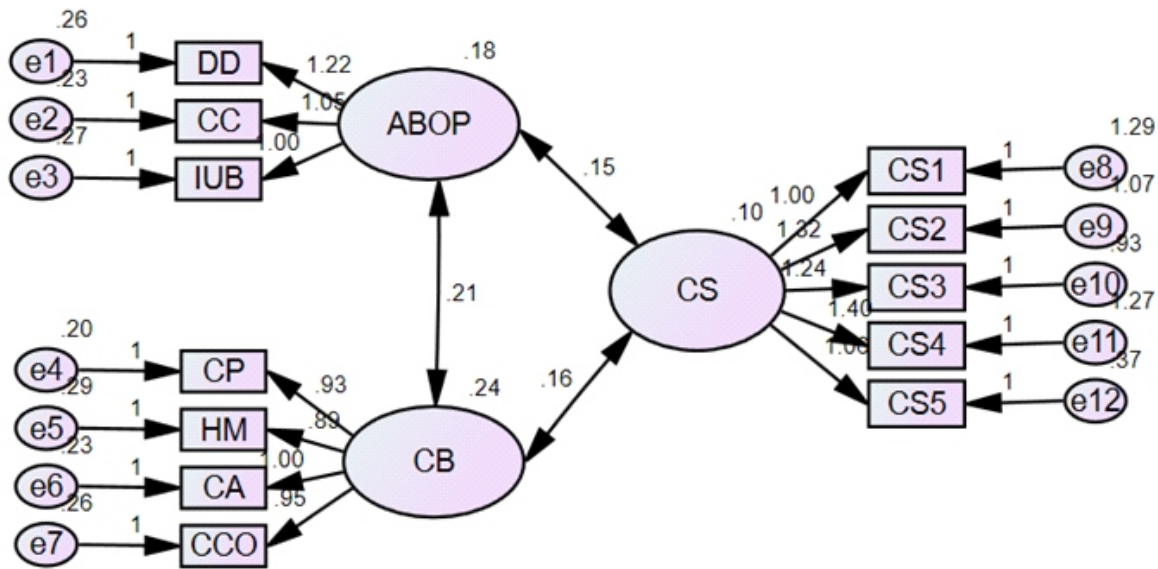 .26
e1
1
DD
1.22
.18
.23
e2
1
CC
1.05
ABOP
.27
e3
1
IUB
1.00
.15
.21
.10
CS
1.00
CS1
1
e8
1.29
1.32
CS2
1
e9
1.07
1.24
CS3
1
e10
.93
1.40
CS4
1
e11
1.27
CS5
1
e12
.37
.20
e4
1
CP
.93
.24
.16
.29
e5
1
HM
.89
CB
.23
e6
1
CA
1.00
.26
e7
1
CCO
.95